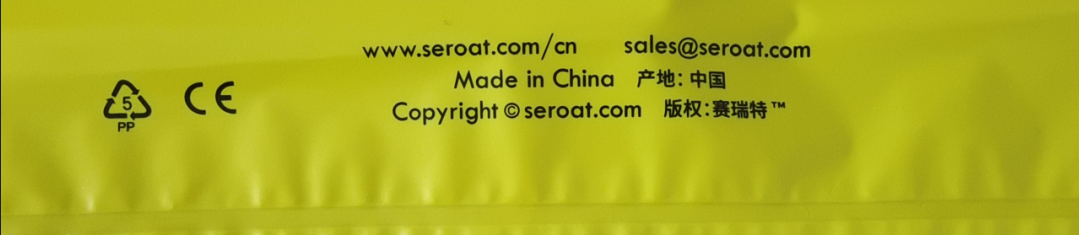 www.seroat.com/cn sales@seroat.com
Made in China 产地: 中国
5 CE
Copyright © seroat.com 版权:赛瑞特™
PP